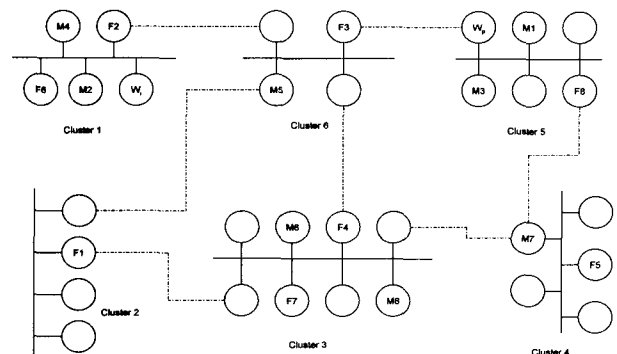 M4 F2 F3 Wp M1
F6 M2 Wi M5 M3 F8
Cluster 1 Cluster 6 Cluster 5
F1 M6 F4 M7 F5
F7 M8
Cluster 2
Cluster 3 Cluster 4